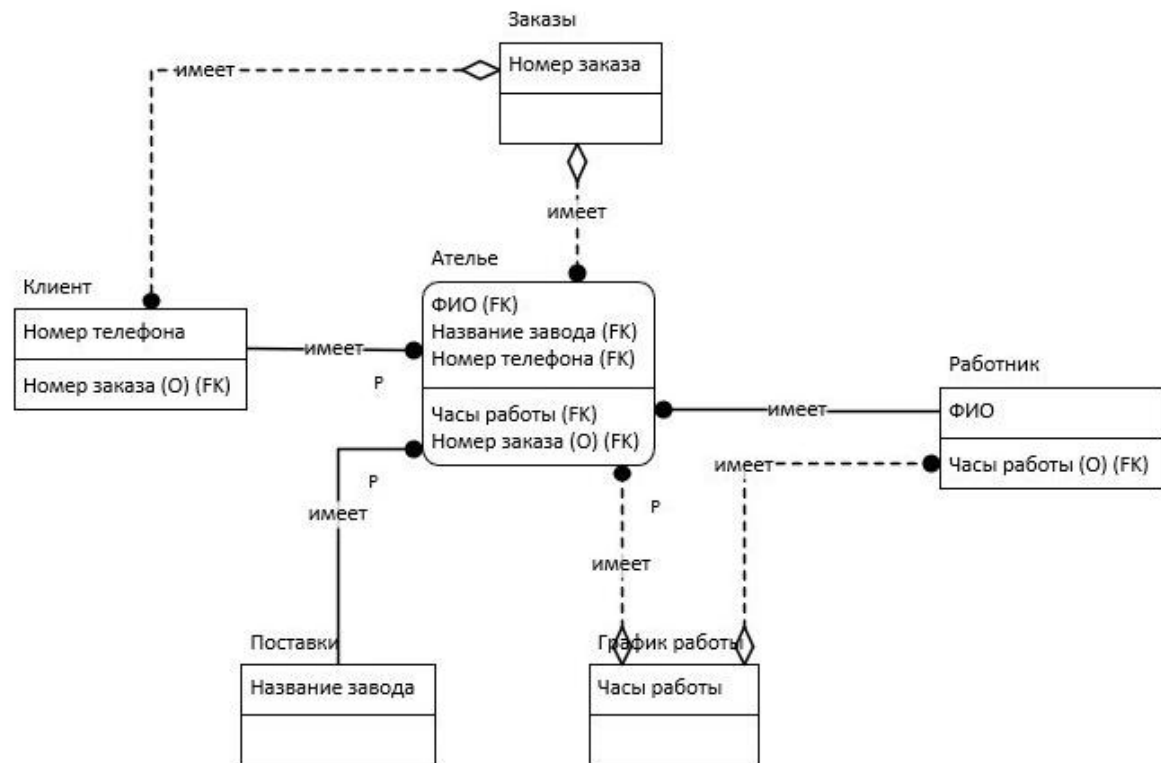 Заказы
Номер заказа
имеет
имеет
Ателье
ФИО (FK)
Название завода (FK)
Номер телефона (FK)
Часы работы (FK)
Номер заказа (O) (FK)
Клиент
Номер телефона
Номер заказа (O) (FK)
имеет
P
Работник
ФИО
Часы работы (O) (FK)
имеет
имеет
P
имеет
P
имеет
Поставки
Название завода
График работы
Часы работы